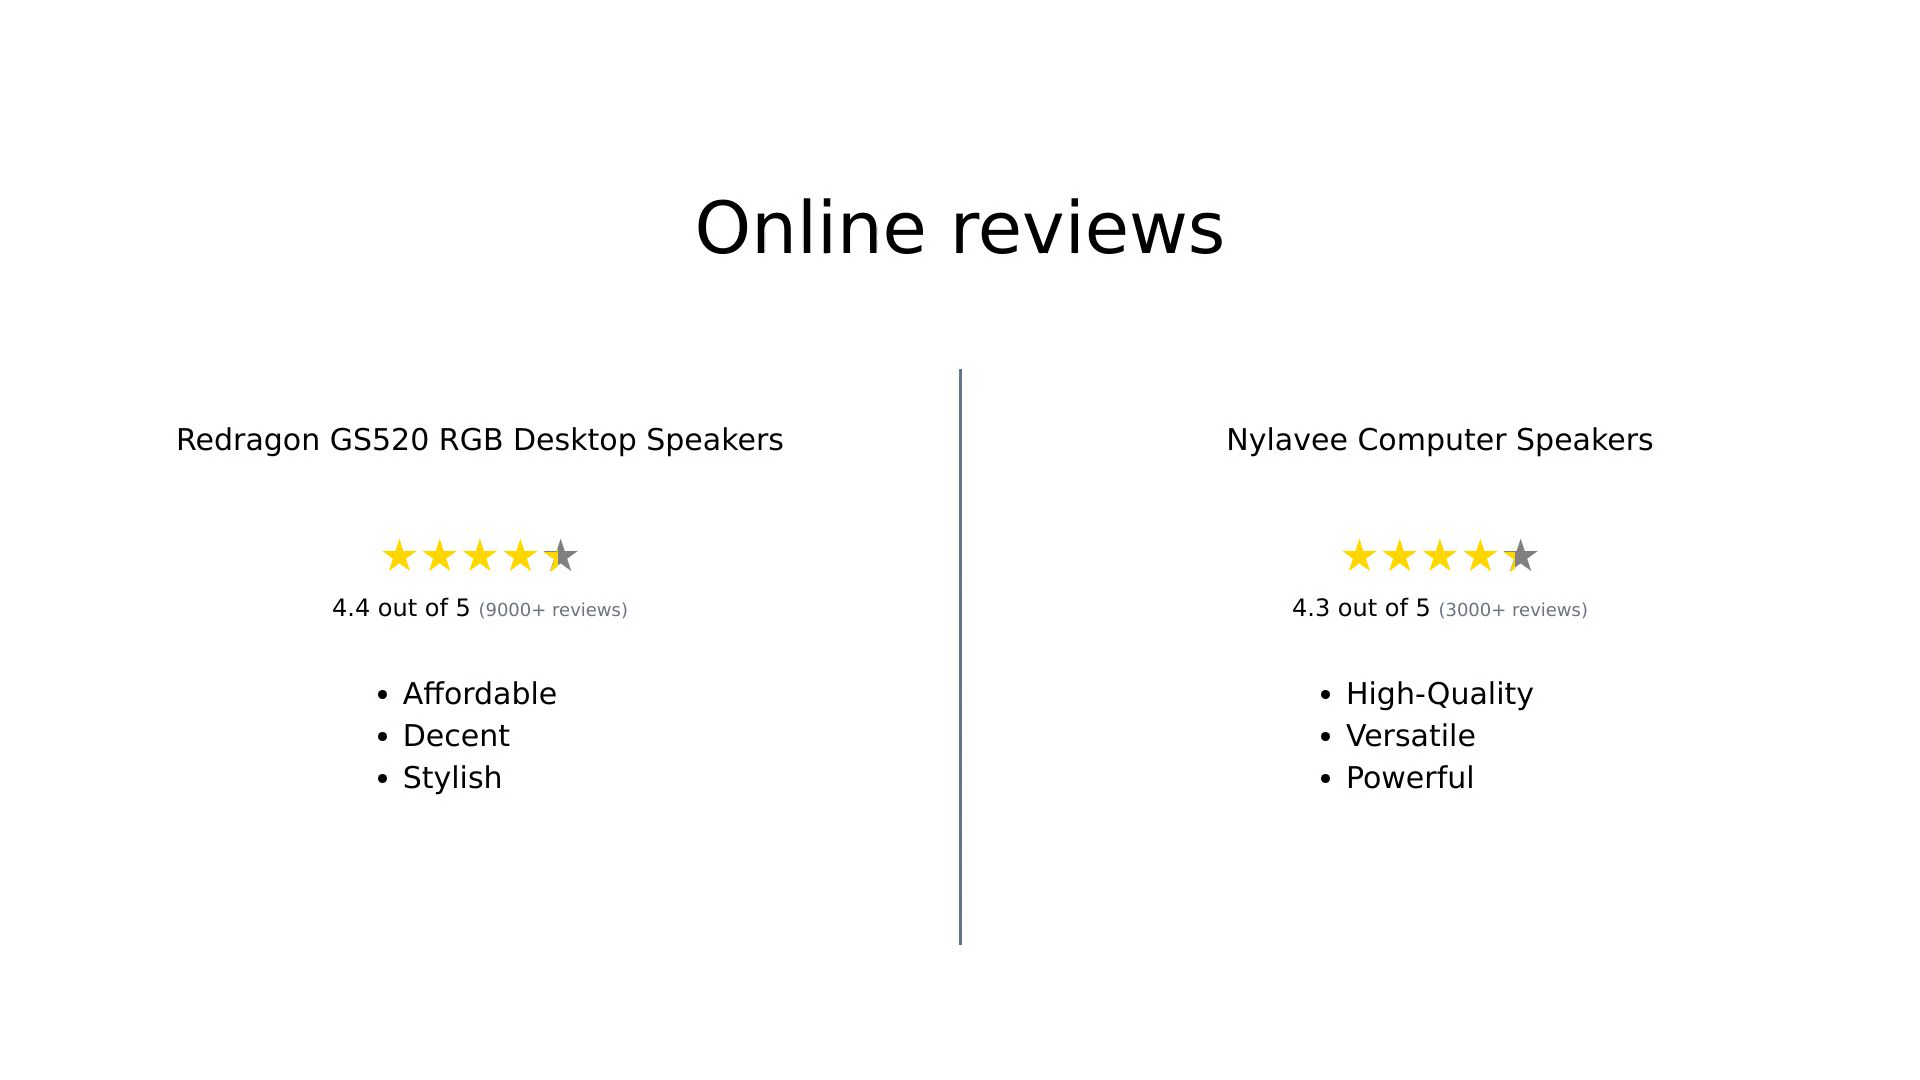 Online reviews
Redragon GS520 RGB Desktop Speakers
4.4 out of 5 (9000+ reviews)
• Affordable
• Decent
• Stylish
Nylavee Computer Speakers
4.3 out of 5 (3000+ reviews)
• High-Quality
• Versatile
• Powerful